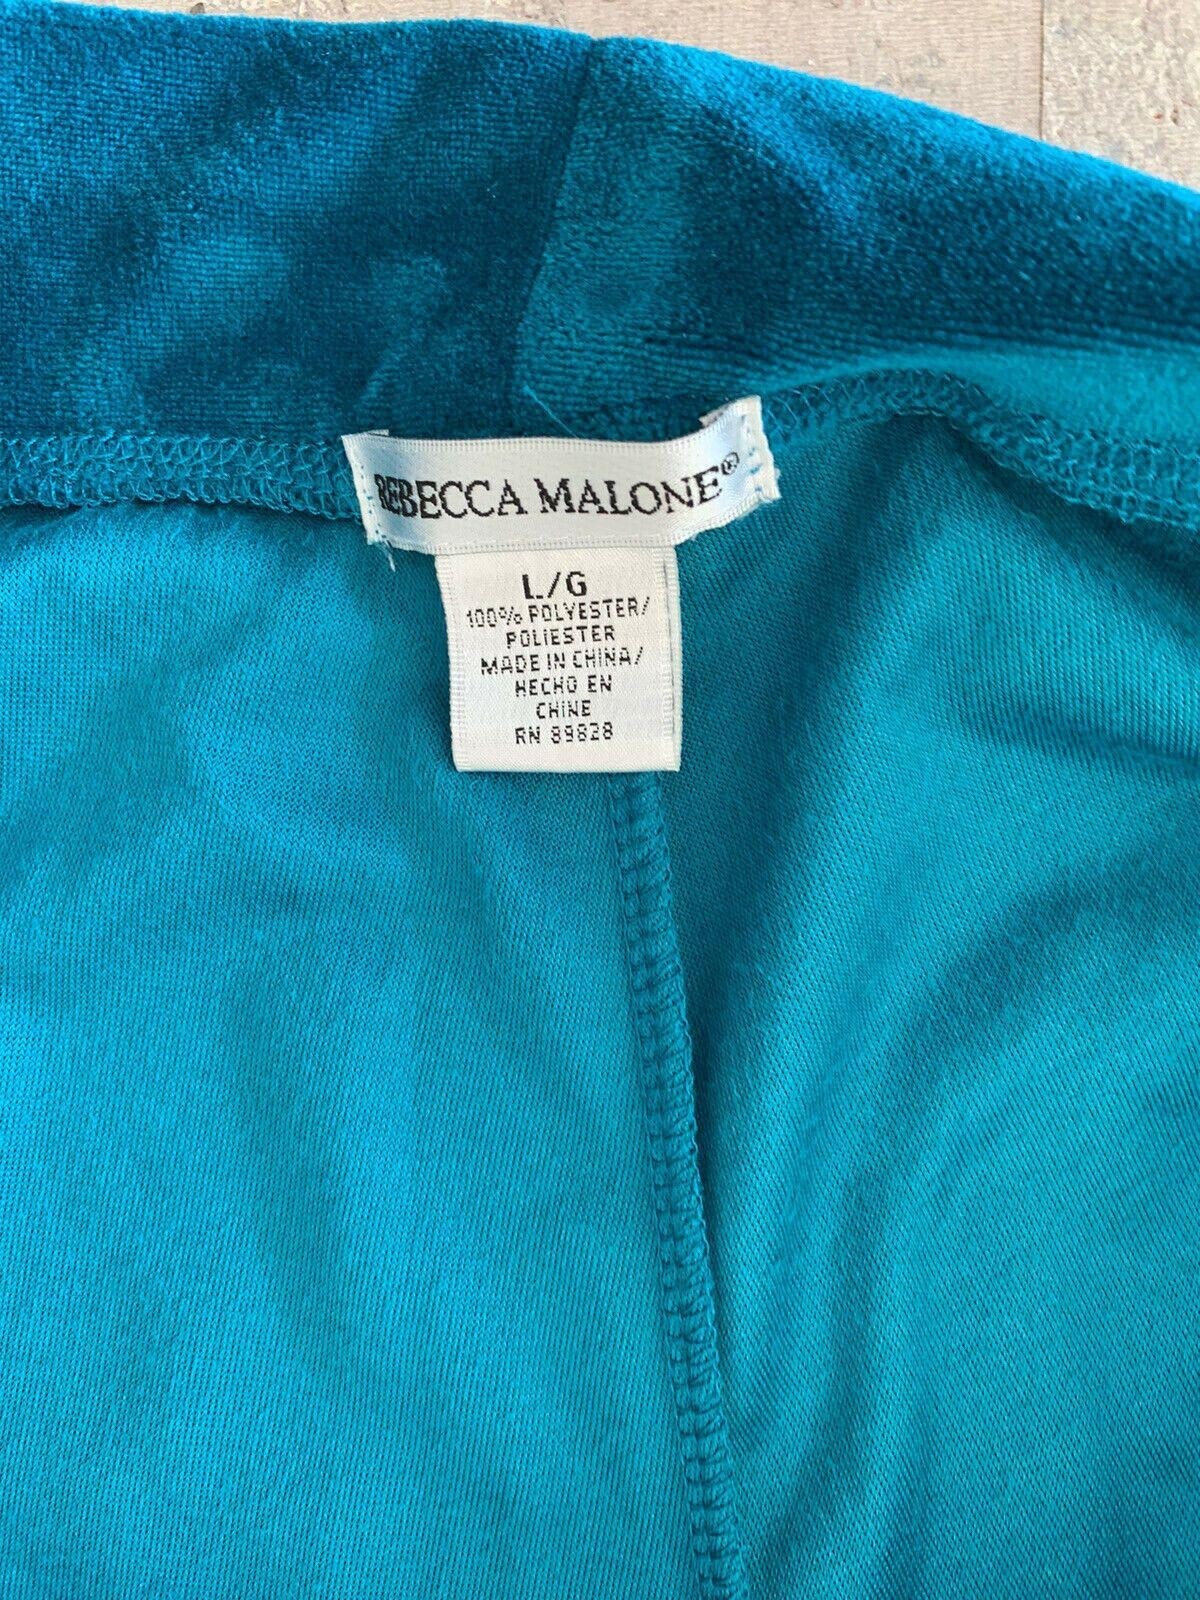 REBECCA MALONE®
L/G
100% POLYESTER/
POLIESTER
MADE IN CHINA/
HECHO EN
CHINE
RN 89828